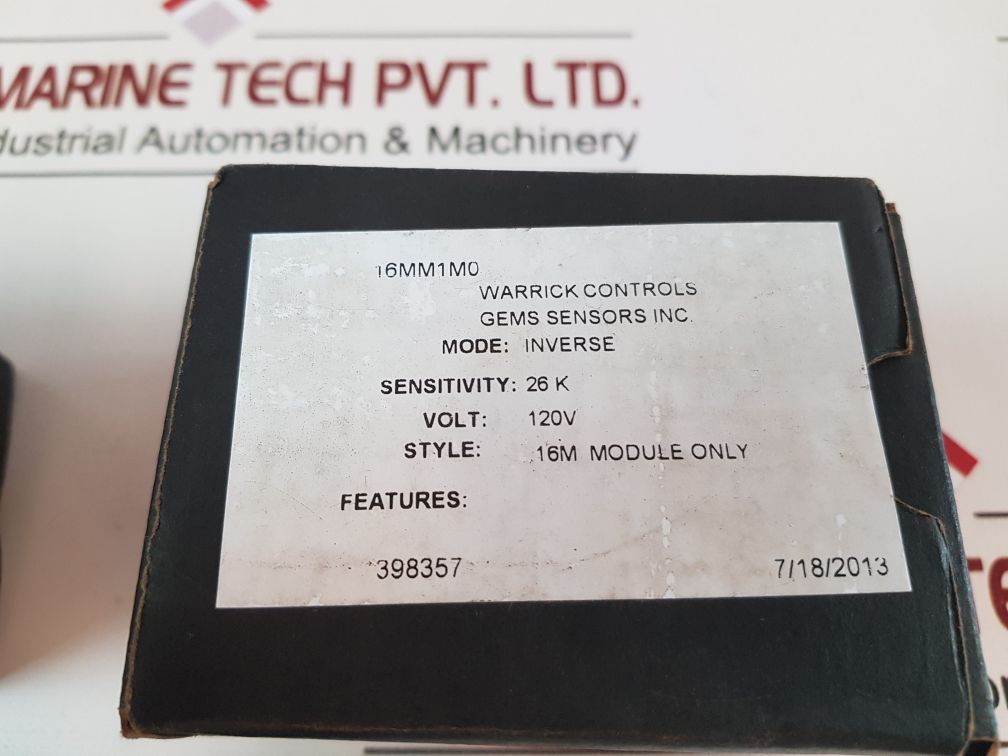 MARINE TECH PVT. LTD.
dustrial Automation & Machinery
16MM1M0
WARRICK CONTROLS
GEMS SENSORS INC.
MODE: INVERSE
SENSITIVITY: 26 K
VOLT: 120V
STYLE: 16M MODULE ONLY
FEATURES:
398357 7/18/2013